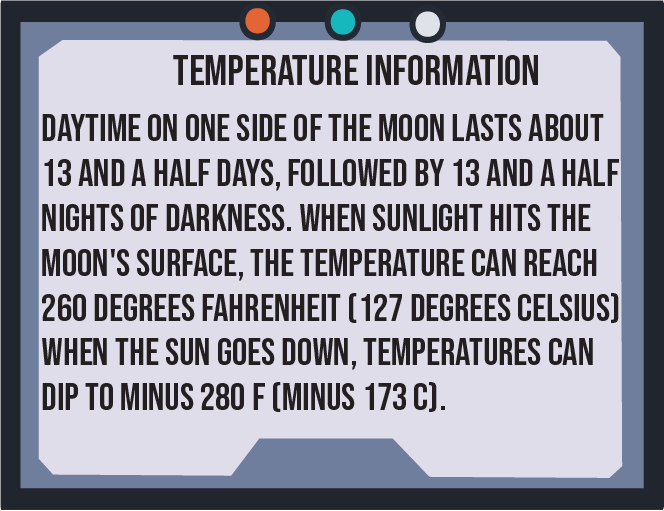 TEMPERATURE INFORMATION
DAYTIME ON ONE SIDE OF THE MOON LASTS ABOUT
13 AND A HALF DAYS, FOLLOWED BY 13 AND A HALF
NIGHTS OF DARKNESS. WHEN SUNLIGHT HITS THE
MOON'S SURFACE, THE TEMPERATURE CAN REACH
260 DEGREES FAHRENHEIT (127 DEGREES CELSIUS)
WHEN THE SUN GOES DOWN, TEMPERATURES CAN
DIP TO MINUS 280 F (MINUS 173 C).